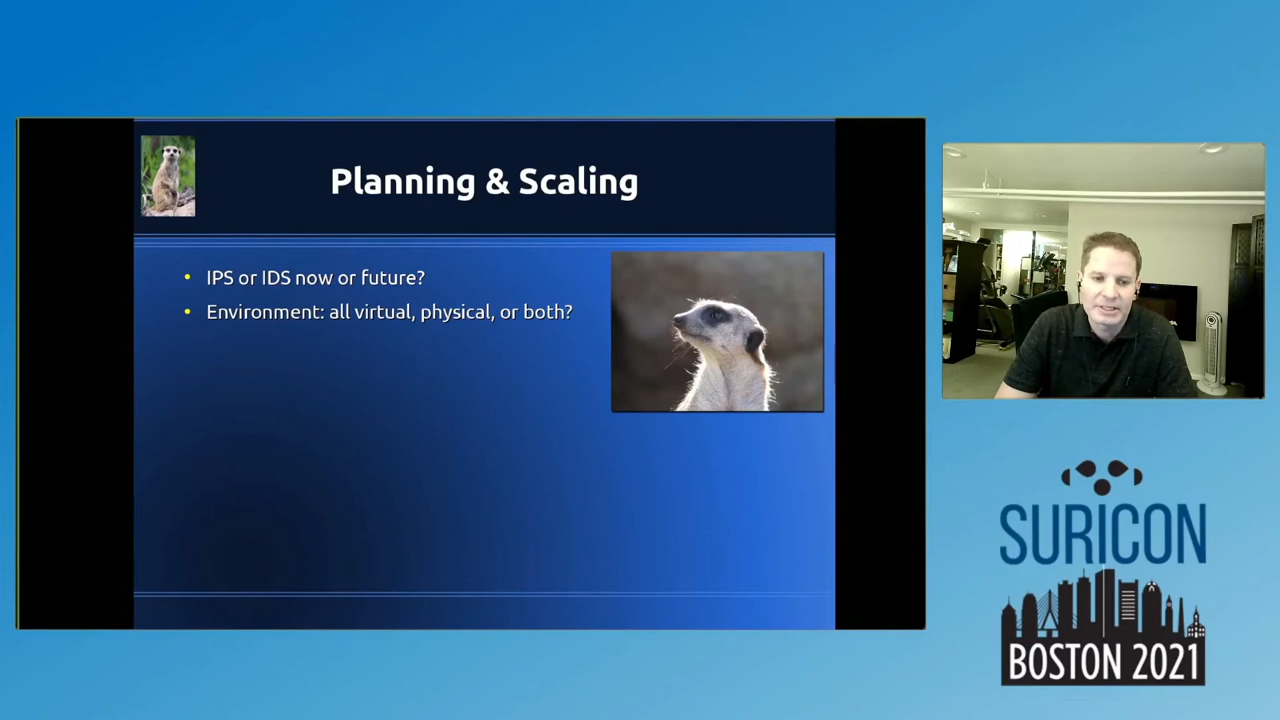 Planning & Scaling
• IPS or IDS now or future?
• Environment: all virtual, physical, or both?
SURICON
BOSTON 2021